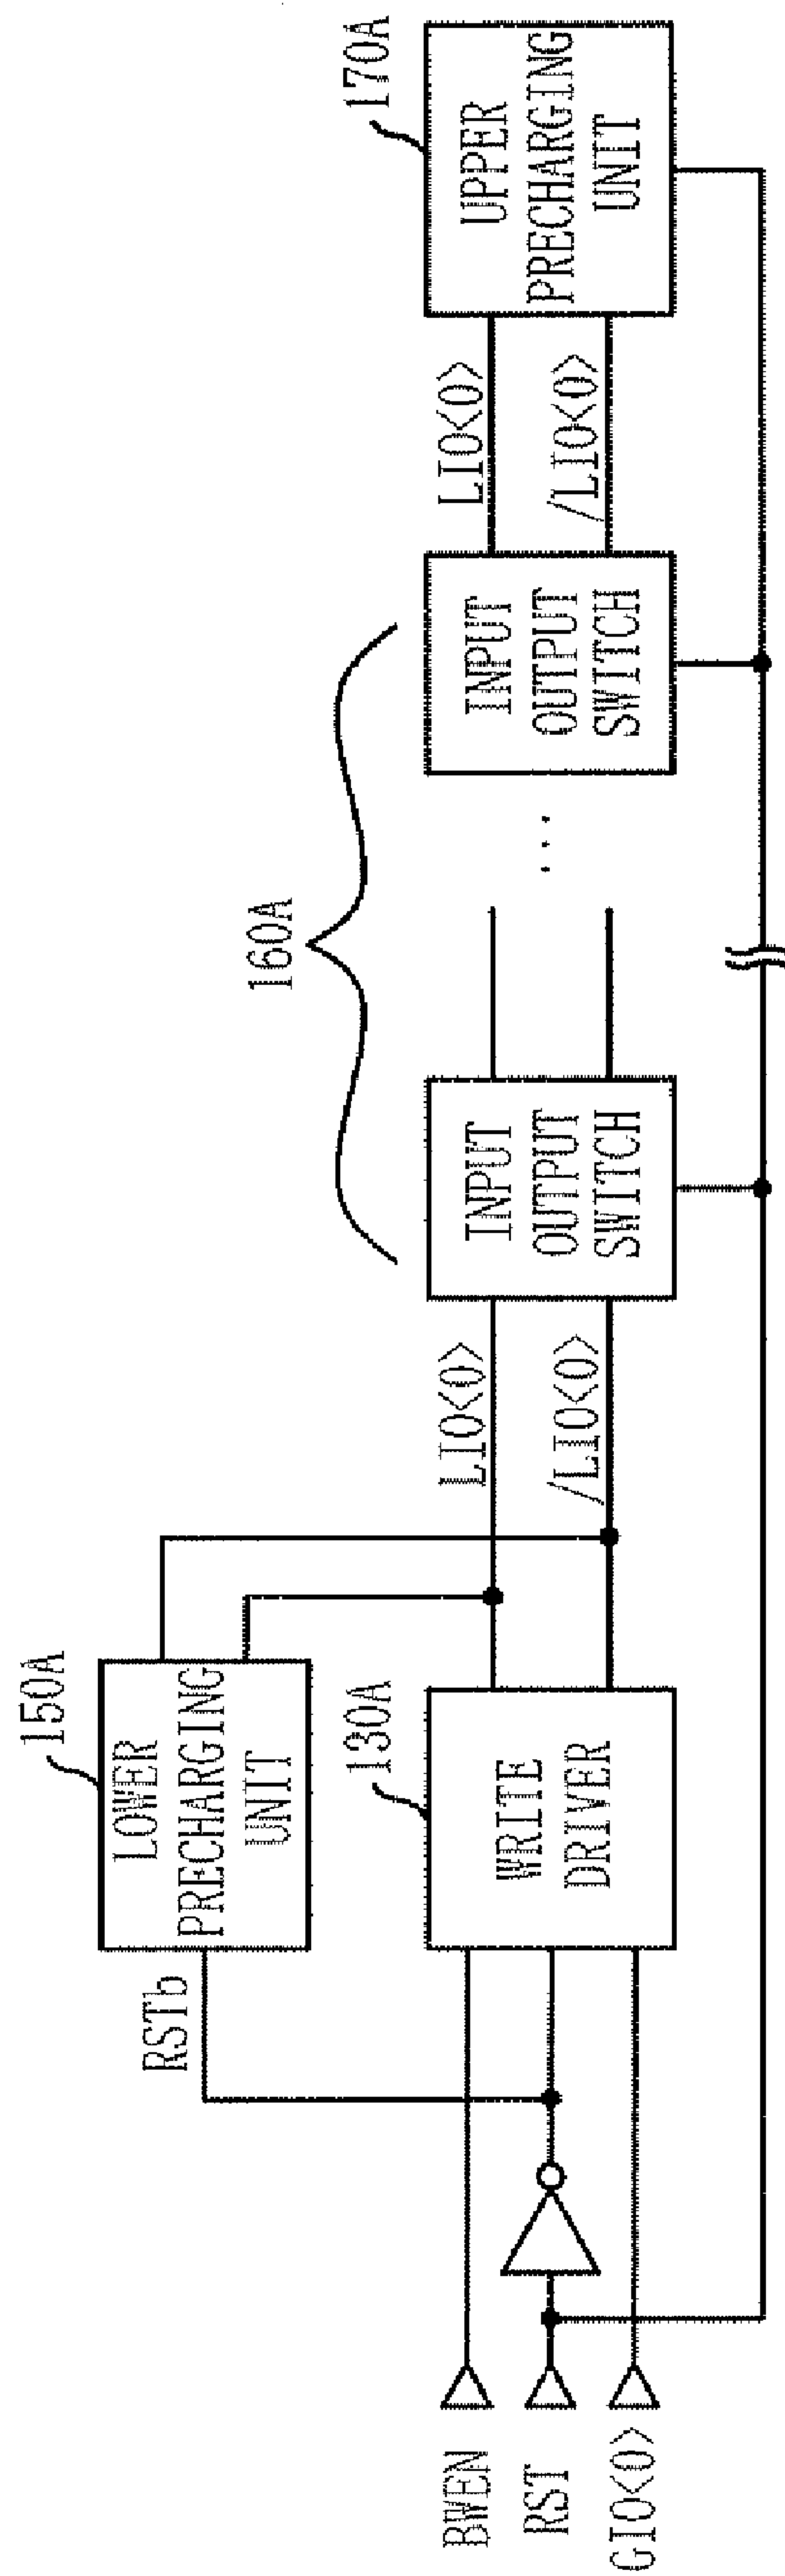 150A
LOWER
PRECHARGING
UNIT
RSTb
130A
WRITE
DRIVER
BWEN
RST
GIO<0>
LIO<0>
/LIO<0>
160A
INPUT
OUTPUT
SWITCH
...
INPUT
OUTPUT
SWITCH
LIO<0>
/LIO<0>
170A
UPPER
PRECHARGING
UNIT